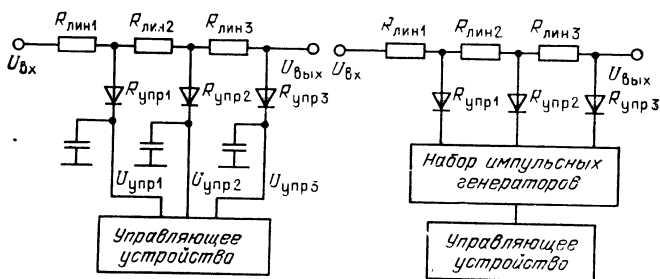 Rлин1 Rлин2 Rлин3
Uвх
Uвых
Rупр1 Rупр2 Rупр3
Uупр1 Uупр2 Uупр3
Управляющее
устройство
Rлин1 Rлин2 Rлин3
Uвх
Uвых
Rупр1 Rупр2 Rупр3
Набор импульсных
генераторов
Управляющее
устройство